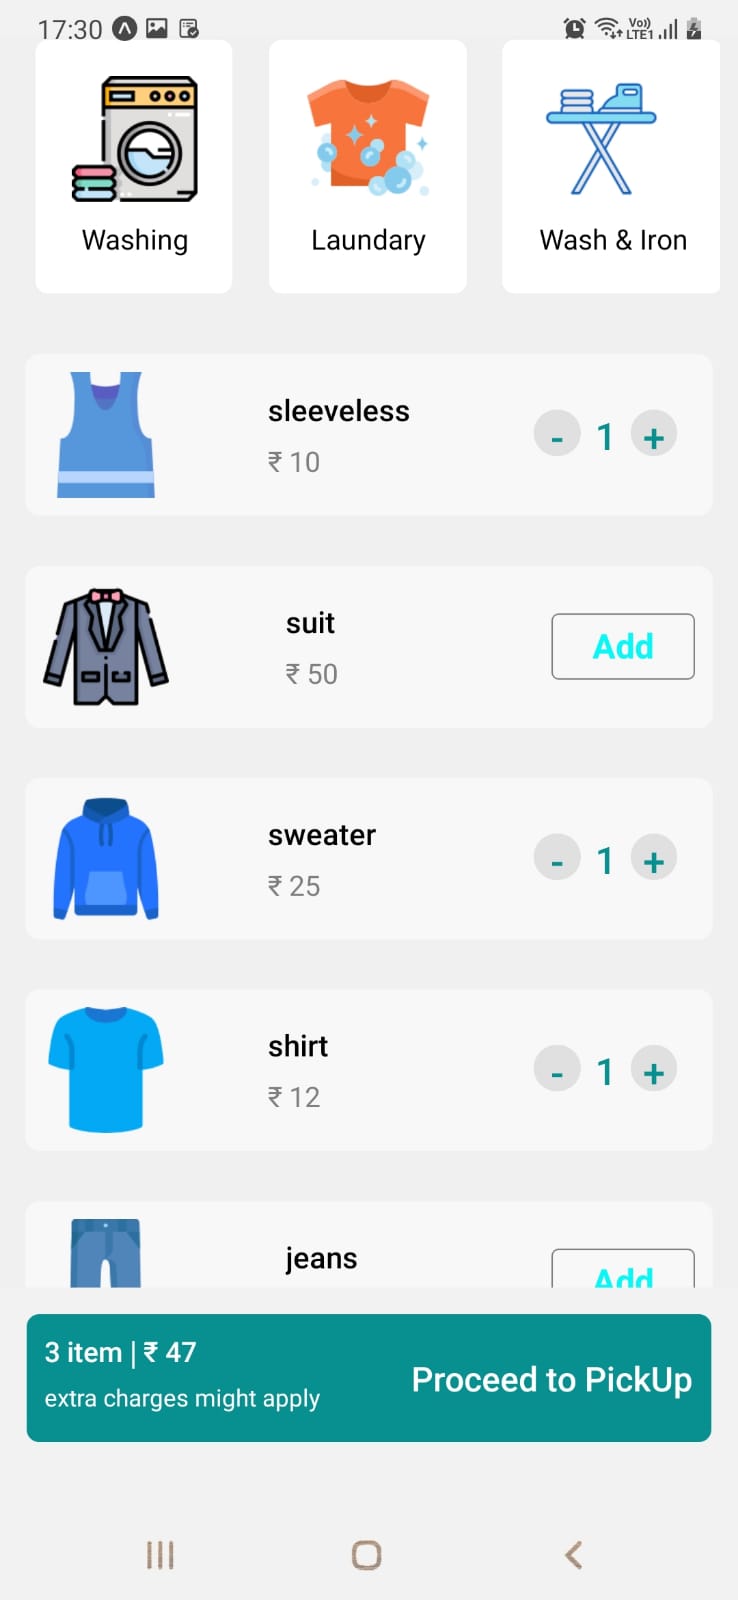 17:30
Vo))
LTE1
Washing
Laundary
Wash & Iron
sleeveless
₹ 10
- 1 +
suit
₹ 50
Add
sweater
₹ 25
- 1 +
shirt
₹ 12
- 1 +
jeans
Add
3 item | ₹ 47
extra charges might apply
Proceed to PickUp